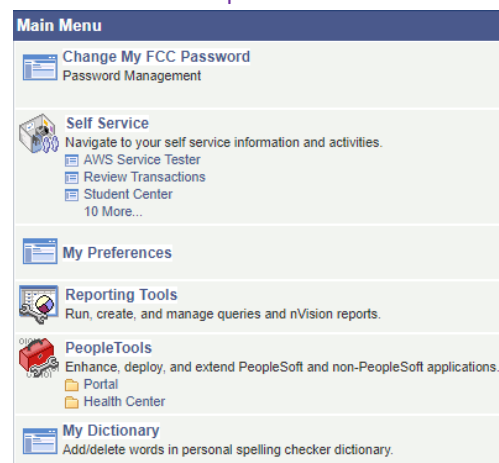 Main Menu
Change My FCC Password
Password Management
Self Service
Navigate to your self service information and activities.
AWS Service Tester
Review Transactions
Student Center
10 More...
My Preferences
Reporting Tools
Run, create, and manage queries and nVision reports.
PeopleTools
Enhance, deploy, and extend PeopleSoft and non-PeopleSoft applications.
Portal
Health Center
My Dictionary
Add/delete words in personal spelling checker dictionary.